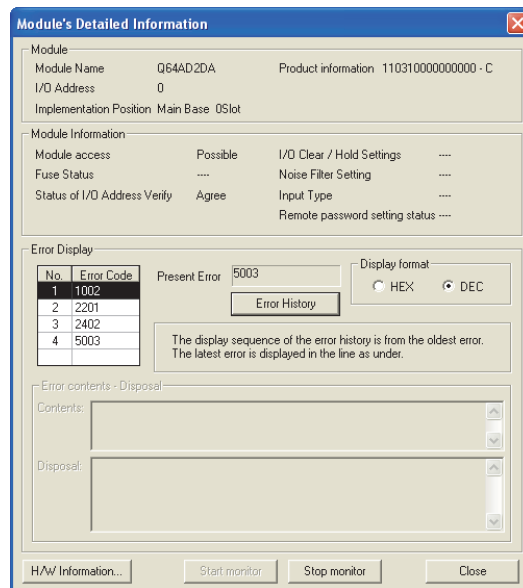 Module's Detailed Information
Module
Module Name Q64AD2DA Product information 110310000000000 - C
I/O Address 0
Implementation Position Main Base 0Slot
Module Information
Module access Possible I/O Clear / Hold Settings ----
Fuse Status ---- Noise Filter Setting ----
Status of I/O Address Verify Agree Input Type ----
Remote password setting status ----
Error Display
No. Error Code Present Error 5003 Display format
1 1002 HEX DEC
2 2201 Error History
3 2402
4 5003
The display sequence of the error history is from the oldest error.
The latest error is displayed in the line as under.
Error contents - Disposal
Contents:
Disposal:
H/W Information... Start monitor Stop monitor Close